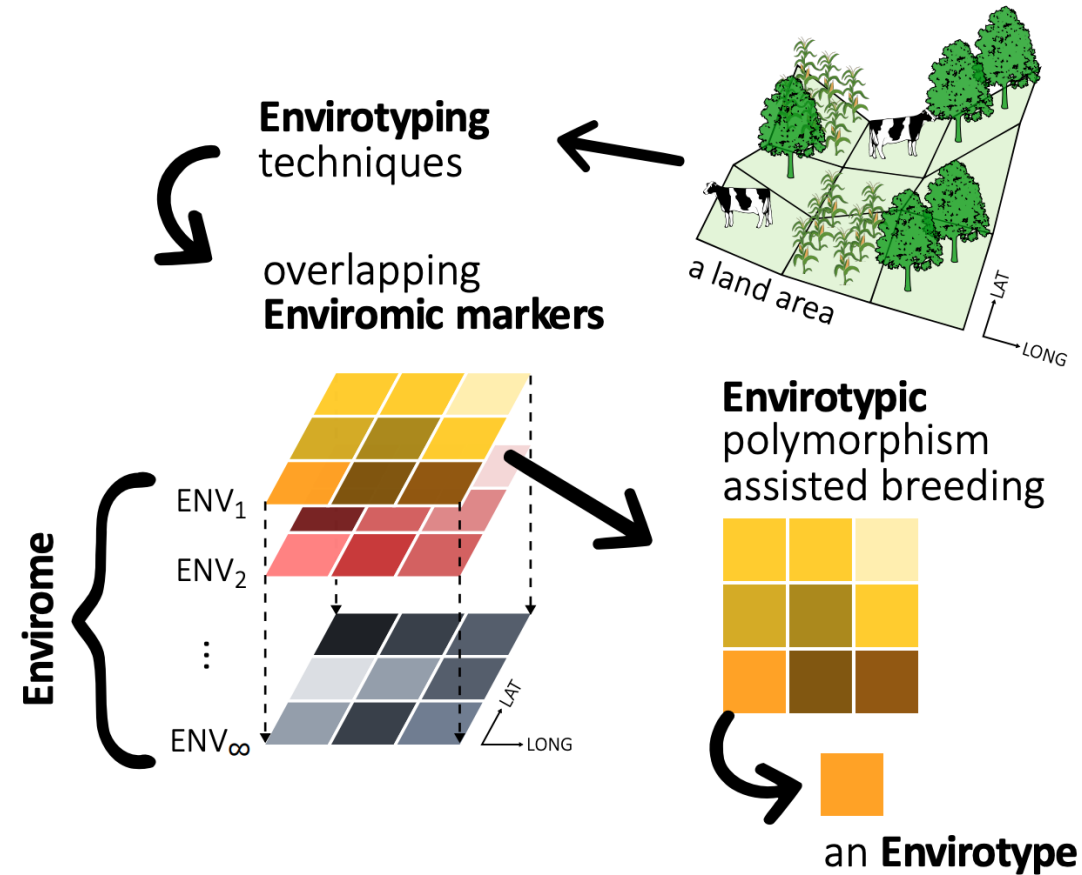 Envirotyping
techniques
a land area
LAT
LONG
overlapping
Enviromic markers
Envirome
ENV₁
ENV₂
⋮
ENV∞
LAT
LONG
Envirotypic
polymorphism
assisted breeding
an Envirotype